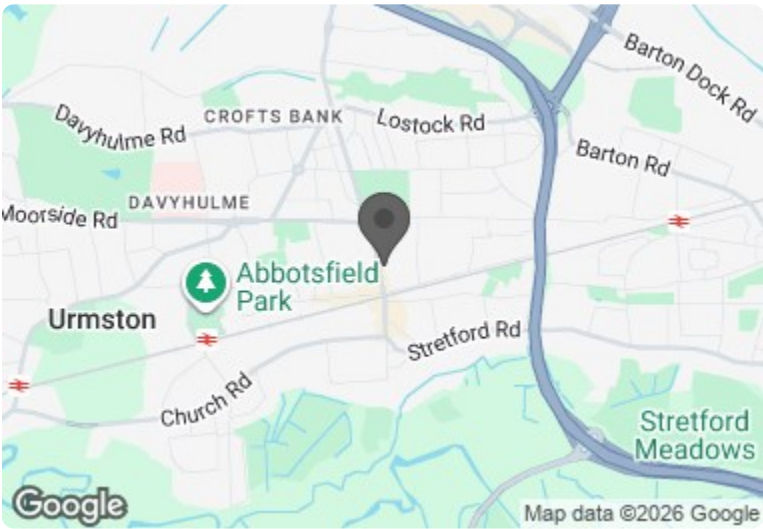 Barton Dock Rd
CROFTS BANK
Lostock Rd
Davyhulme Rd
Barton Rd
DAVYHULME
Moorside Rd
Abbotsfield
Park
Urmston
Stretford Rd
Church Rd
Stretford
Meadows
Google
Map data ©2026 Google